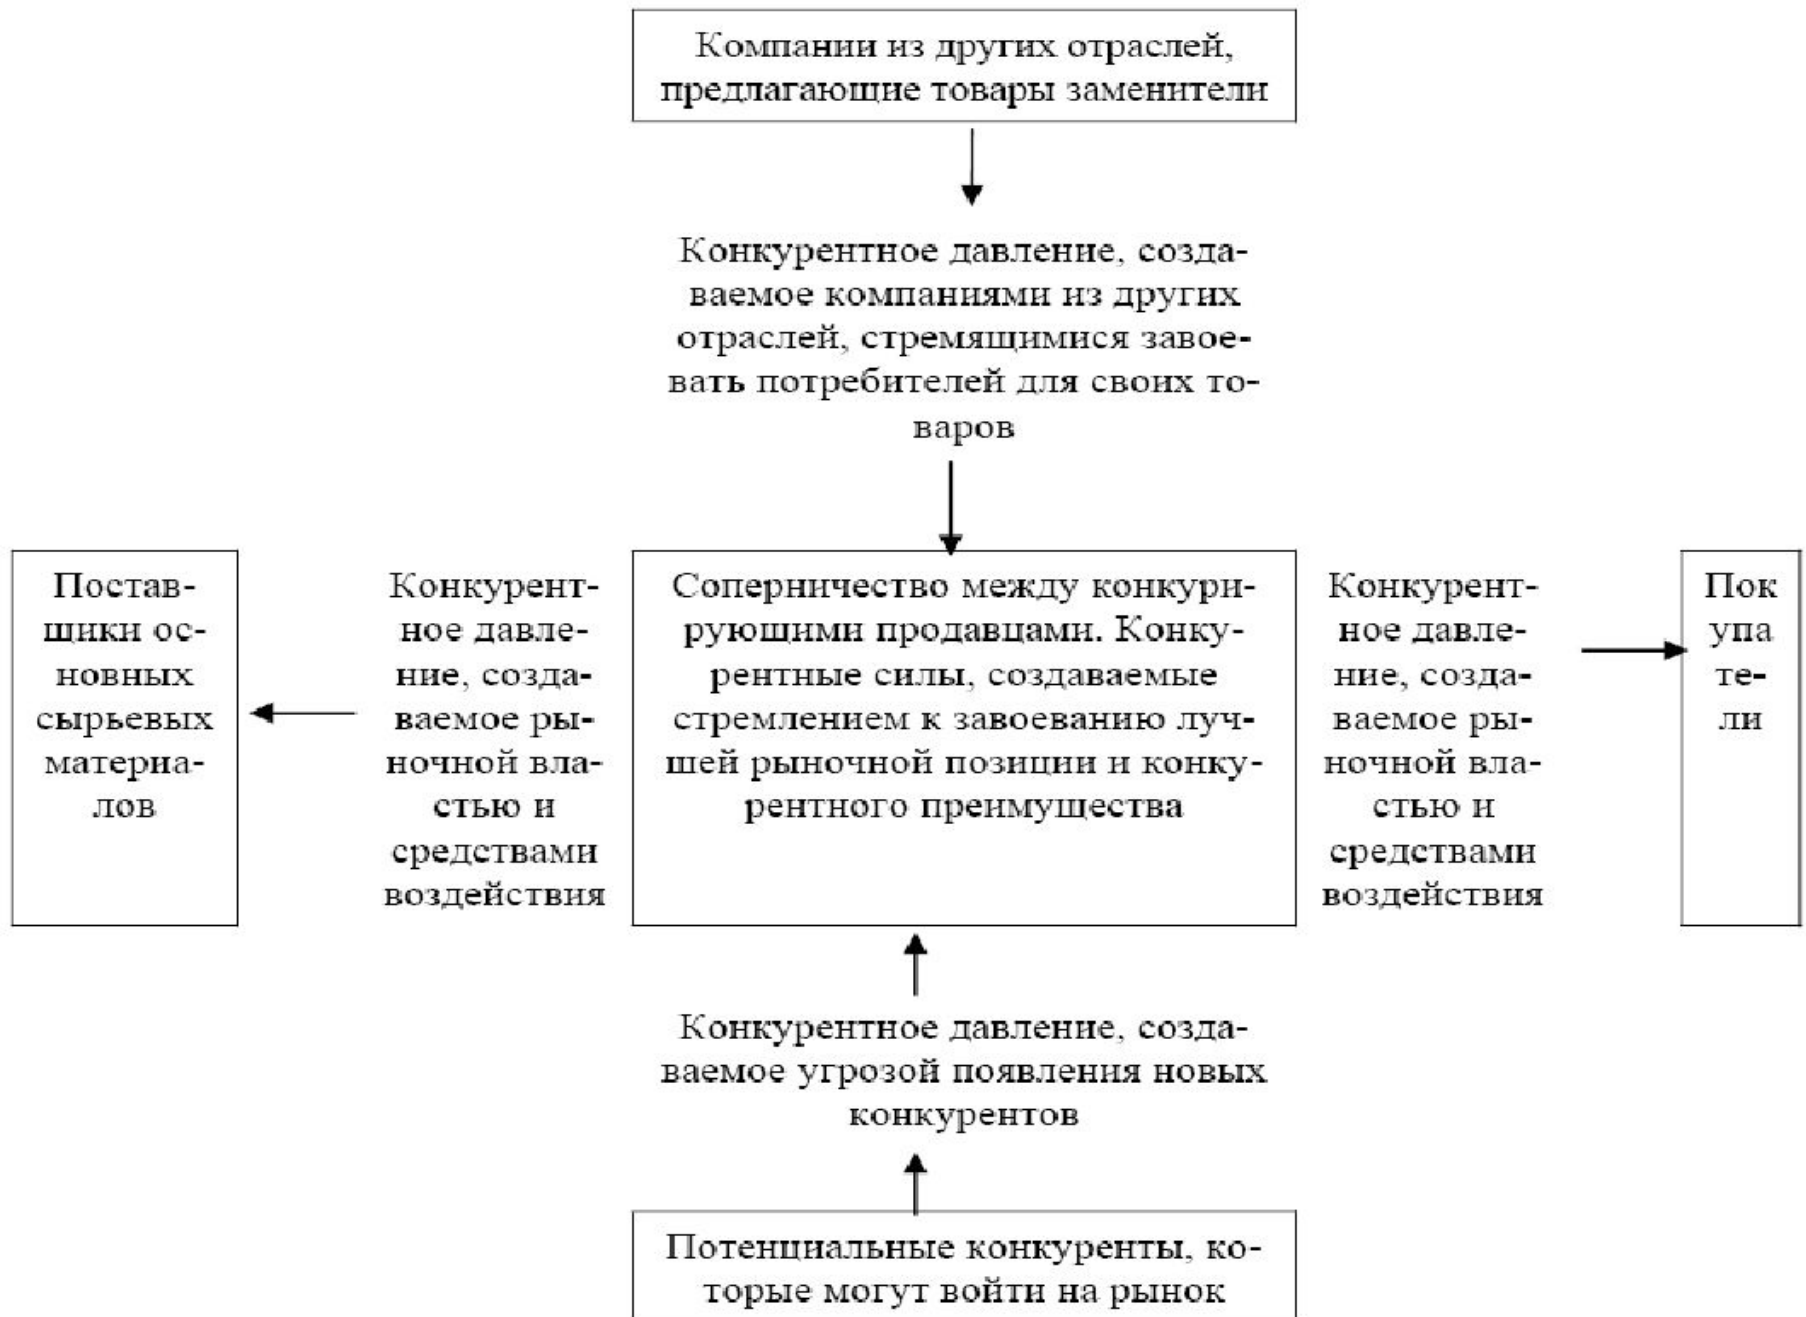 Компании из других отраслей,
предлагающие товары заменители
Конкурентное давление, созда-
ваемое компаниями из других
отраслей, стремящимися завое-
вать потребителей для своих то-
варов
Постав-
щики ос-
новных
сырьевых
материа-
лов
Конкурент-
ное давле-
ние, созда-
ваемое ры-
ночной вла-
стью и
средствами
воздействия
Соперничество между конкури-
рующими продавцами. Конку-
рентные силы, создаваемые
стремлением к завоеванию луч-
шей рыночной позиции и конку-
рентного преимущества
Конкурент-
ное давле-
ние, созда-
ваемое ры-
ночной вла-
стью и
средствами
воздействия
Пок
упа
те-
ли
Конкурентное давление, созда-
ваемое угрозой появления новых
конкурентов
Потенциальные конкуренты, ко-
торые могут войти на рынок